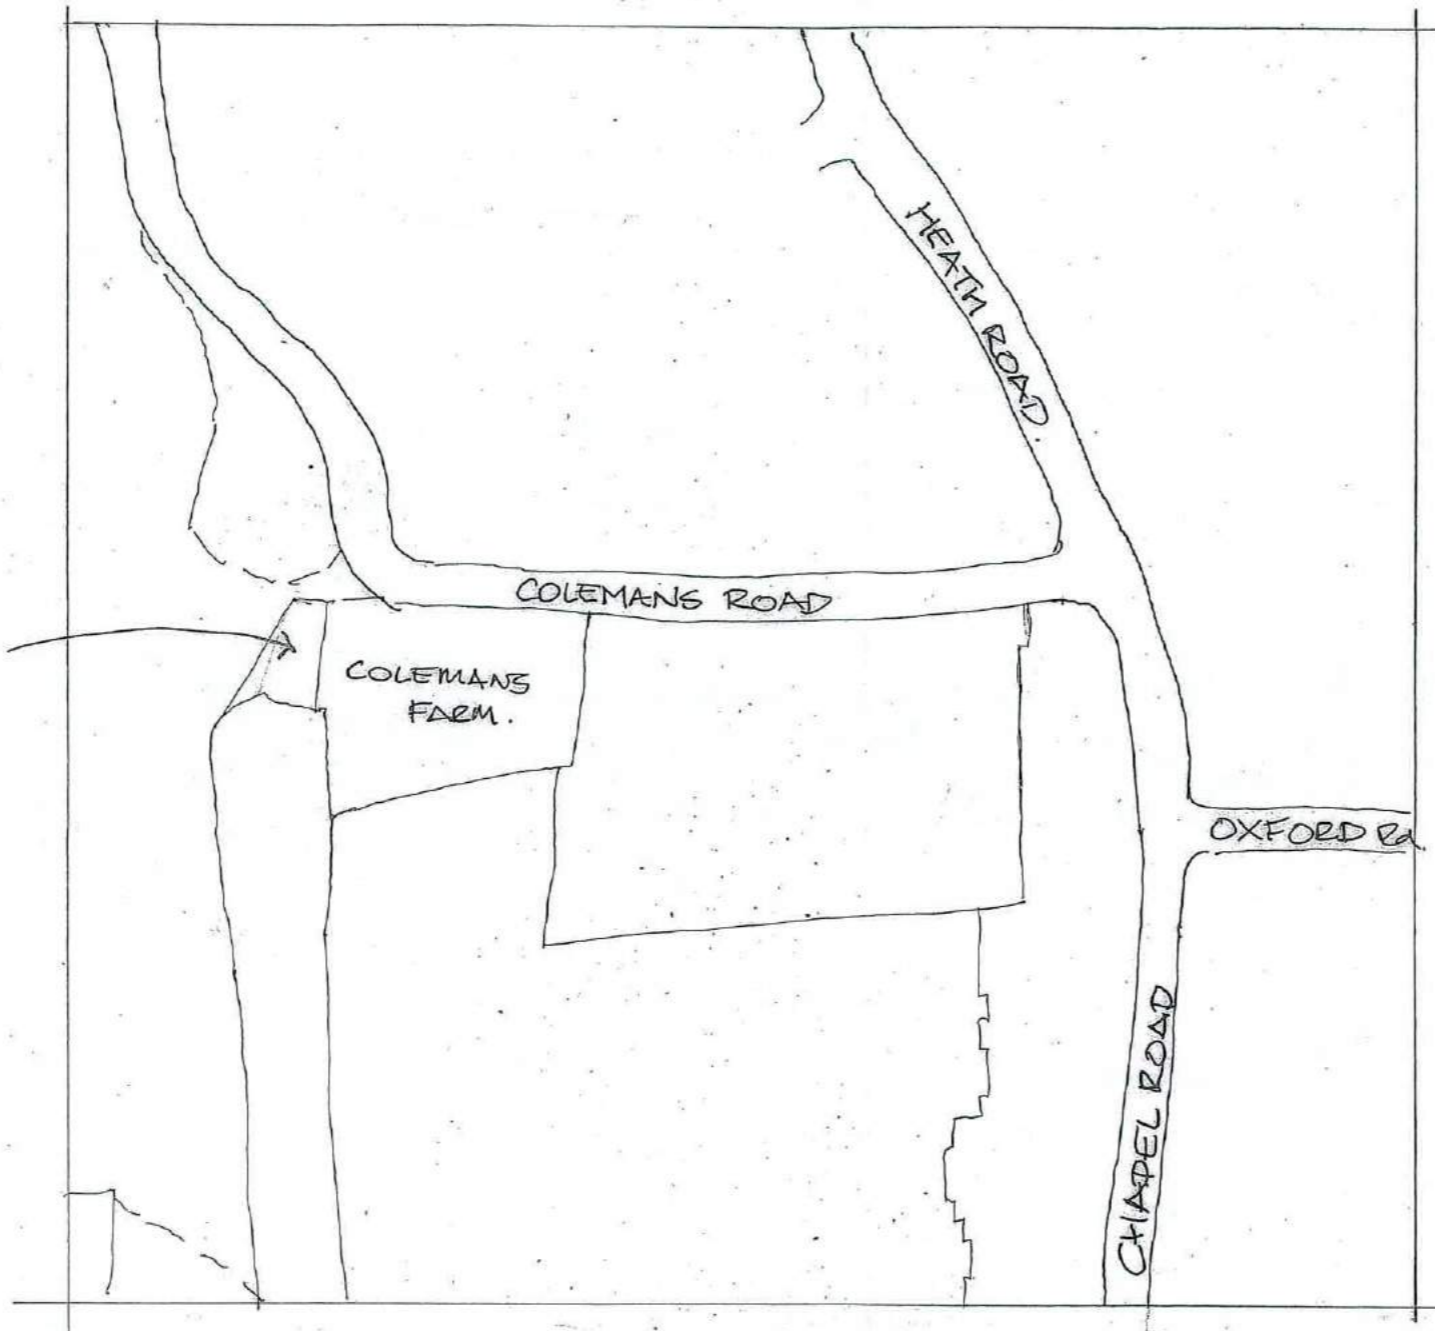 HEATH ROAD.
COLEMANS ROAD
COLEMANS
FARM.
OXFORD Rd
CHAPEL ROAD